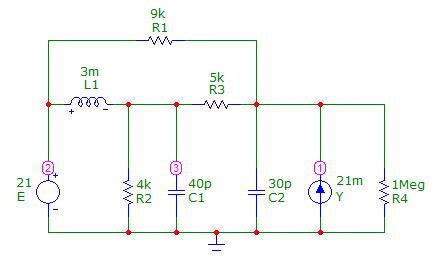 9k
R1
3m
L1
+ -
5k
R3
2
3
1
21
E
+
-
4k
R2
40p
C1
30p
C2
21m
Y
1Meg
R4